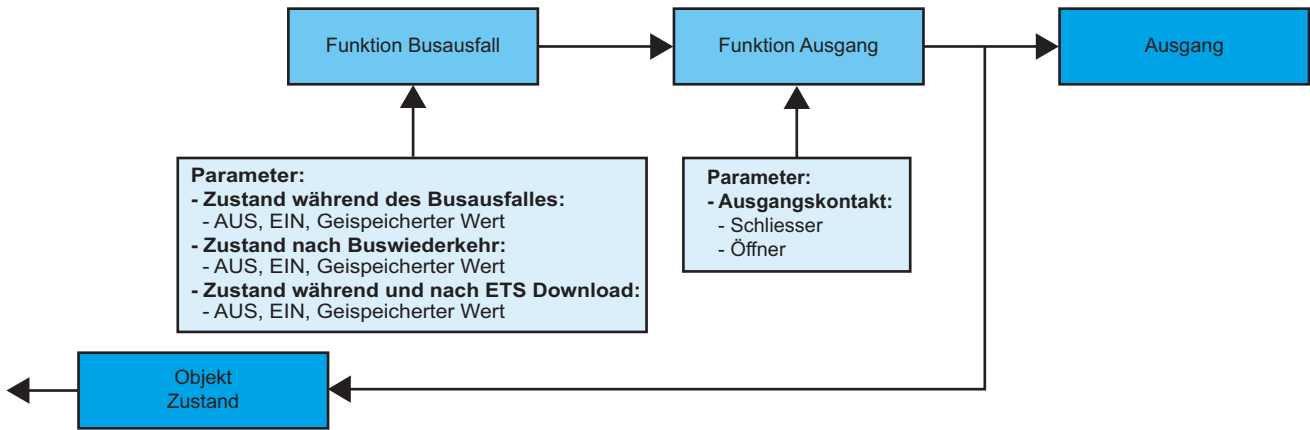 Funktion Busausfall
Funktion Ausgang
Ausgang
Parameter:
- Zustand während des Busausfalles:
- AUS, EIN, Geispeicherter Wert
- Zustand nach Buswiederkehr:
- AUS, EIN, Geispeicherter Wert
- Zustand während und nach ETS Download:
- AUS, EIN, Geispeicherter Wert
Parameter:
- Ausgangskontakt:
- Schliesser
- Öffner
Objekt
Zustand